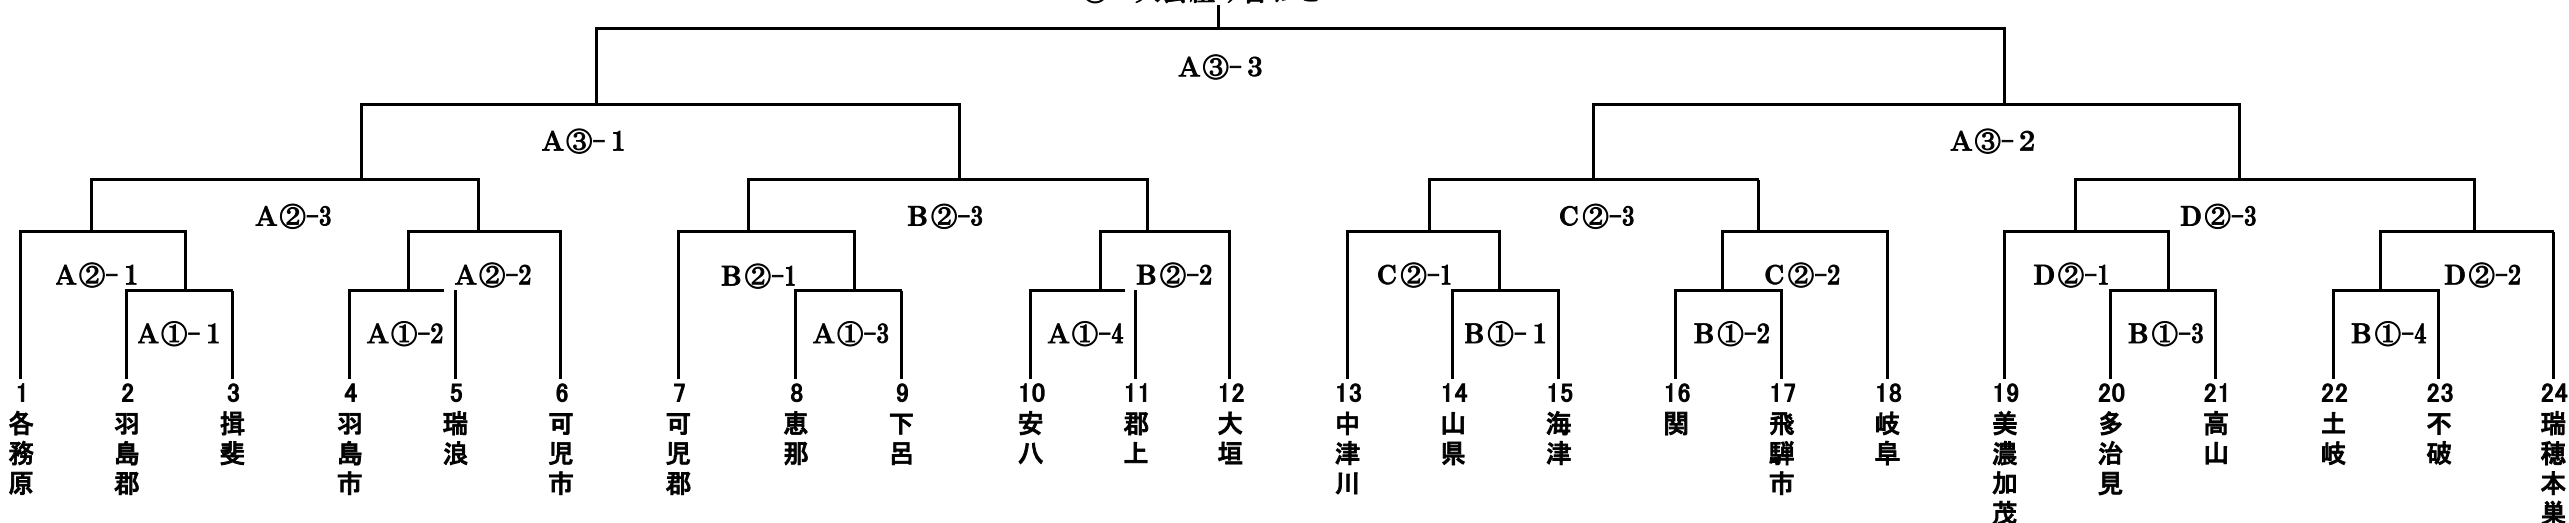 A③-3
A③-1
A③-2
A②-3
B②-3
C②-3
D②-3
A②-1
A②-2
B②-1
B②-2
C②-1
C②-2
D②-1
D②-2
A①-1
A①-2
A①-3
A①-4
B①-1
B①-2
B①-3
B①-4
1
各務原
2
羽島郡
3
揖斐
4
羽島市
5
瑞浪
6
可児市
7
可児郡
8
恵那
9
下呂
10
安八
11
郡上
12
大垣
13
中津川
14
山県
15
海津
16
関
17
飛騨市
18
岐阜
19
美濃加茂
20
多治見
21
高山
22
土岐
23
不破
24
瑞穂本巣